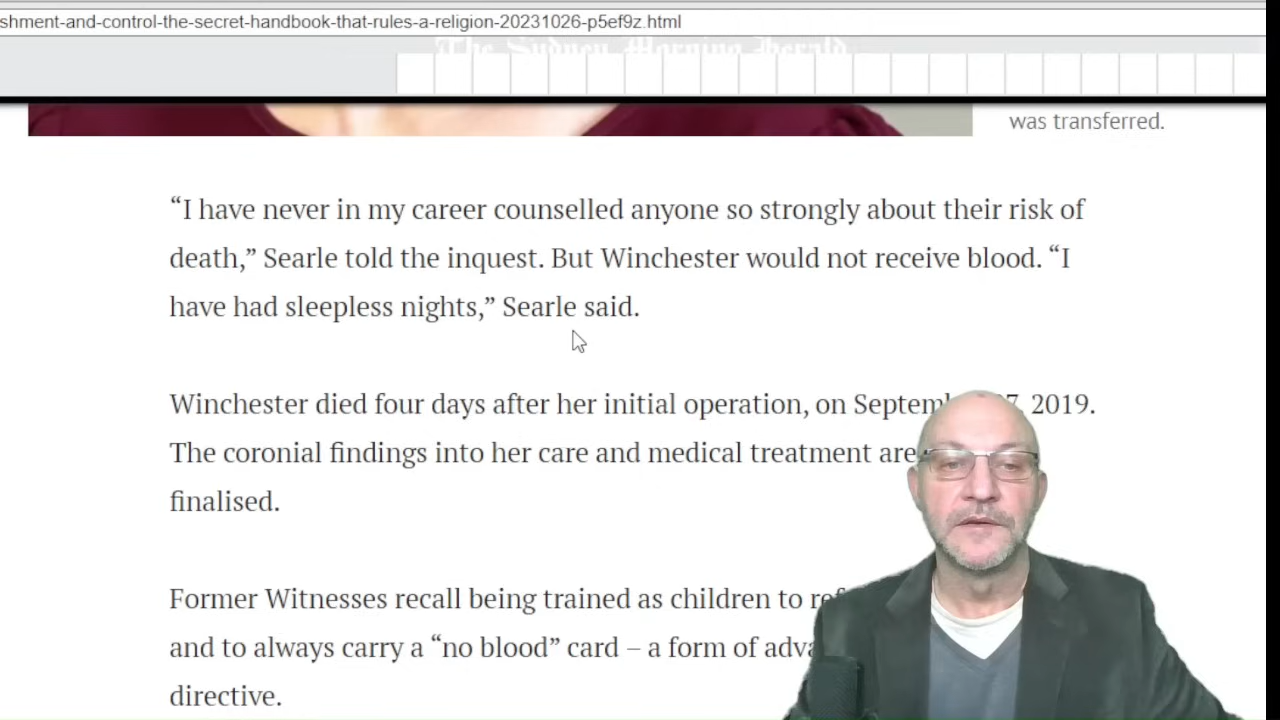 shment-and-control-the-secret-handbook-that-rules-a-religion-20231026-p5ef9z.html
The Sydney Morning Herald
was transferred.
“I have never in my career counselled anyone so strongly about their risk of
death,” Searle told the inquest. But Winchester would not receive blood. “I
have had sleepless nights,” Searle said.
Winchester died four days after her initial operation, on 2019.
The coronial findings into her care and medical treatment are
finalised.
Former Witnesses recall being trained as children to
and to always carry a “no blood” card – a form of
directive.